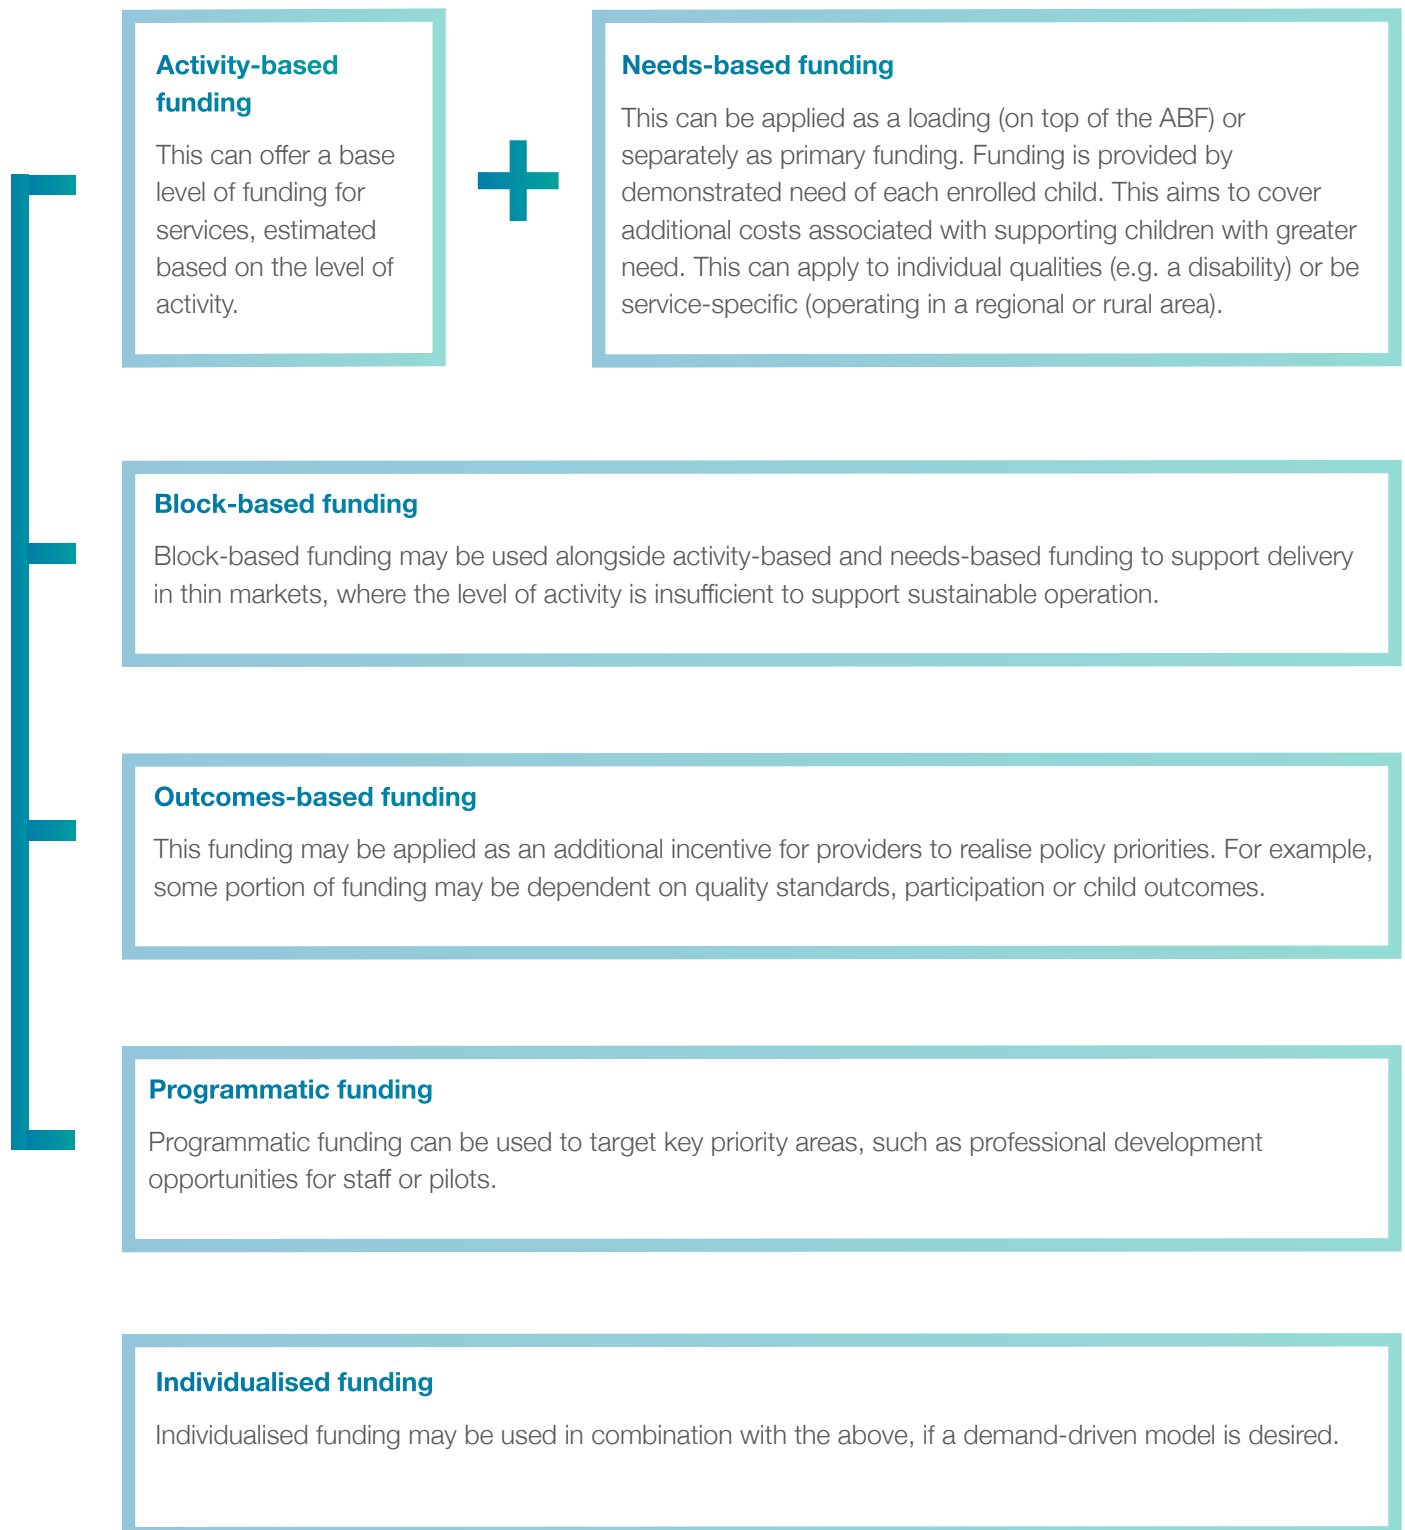 Activity-based
funding
This can offer a base
level of funding for
services, estimated
based on the level of
activity.
Needs-based funding
This can be applied as a loading (on top of the ABF) or
separately as primary funding. Funding is provided by
demonstrated need of each enrolled child. This aims to cover
additional costs associated with supporting children with greater
need. This can apply to individual qualities (e.g. a disability) or be
service-specific (operating in a regional or rural area).
Block-based funding
Block-based funding may be used alongside activity-based and needs-based funding to support delivery
in thin markets, where the level of activity is insufficient to support sustainable operation.
Outcomes-based funding
This funding may be applied as an additional incentive for providers to realise policy priorities. For example,
some portion of funding may be dependent on quality standards, participation or child outcomes.
Programmatic funding
Programmatic funding can be used to target key priority areas, such as professional development
opportunities for staff or pilots.
Individualised funding
Individualised funding may be used in combination with the above, if a demand-driven model is desired.